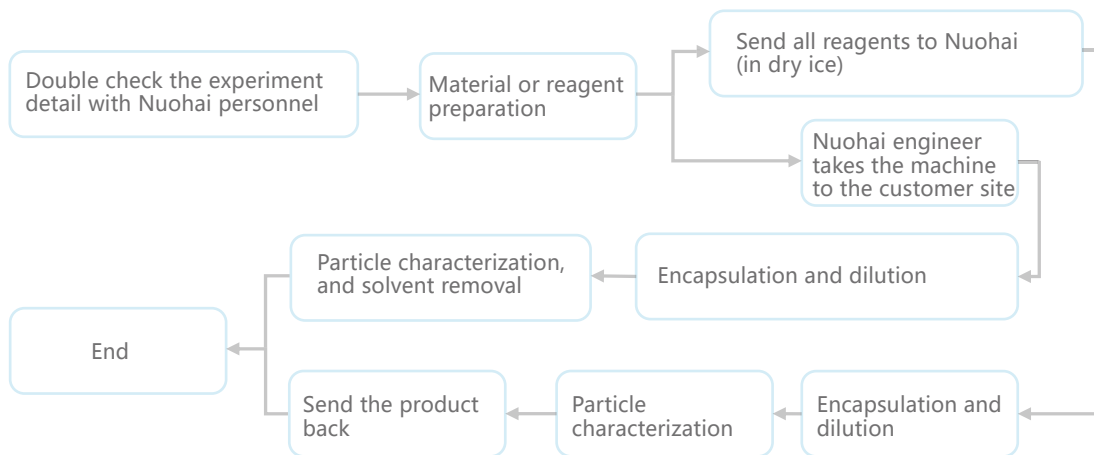 Double check the experiment
detail with Nuohai personnel
Material or reagent
preparation
Send all reagents to Nuohai
(in dry ice)
Nuohai engineer
takes the machine
to the customer site
Encapsulation and dilution
Particle characterization,
and solvent removal
Encapsulation and
dilution
Particle
characterization
Send the product
back
End